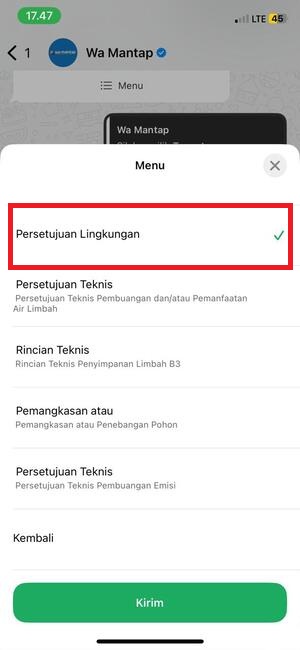 17.47
LTE 45
1 Wa Mantap
Menu
Wa Mantap
Menu
Persetujuan Lingkungan
Persetujuan Teknis
Persetujuan Teknis Pembuangan dan/atau Pemanfaatan
Air Limbah
Rincian Teknis
Rincian Teknis Penyimpanan Limbah B3
Pemangkasan atau
Pemangkasan atau Penebangan Pohon
Persetujuan Teknis
Persetujuan Teknis Pembuangan Emisi
Kembali
Kirim